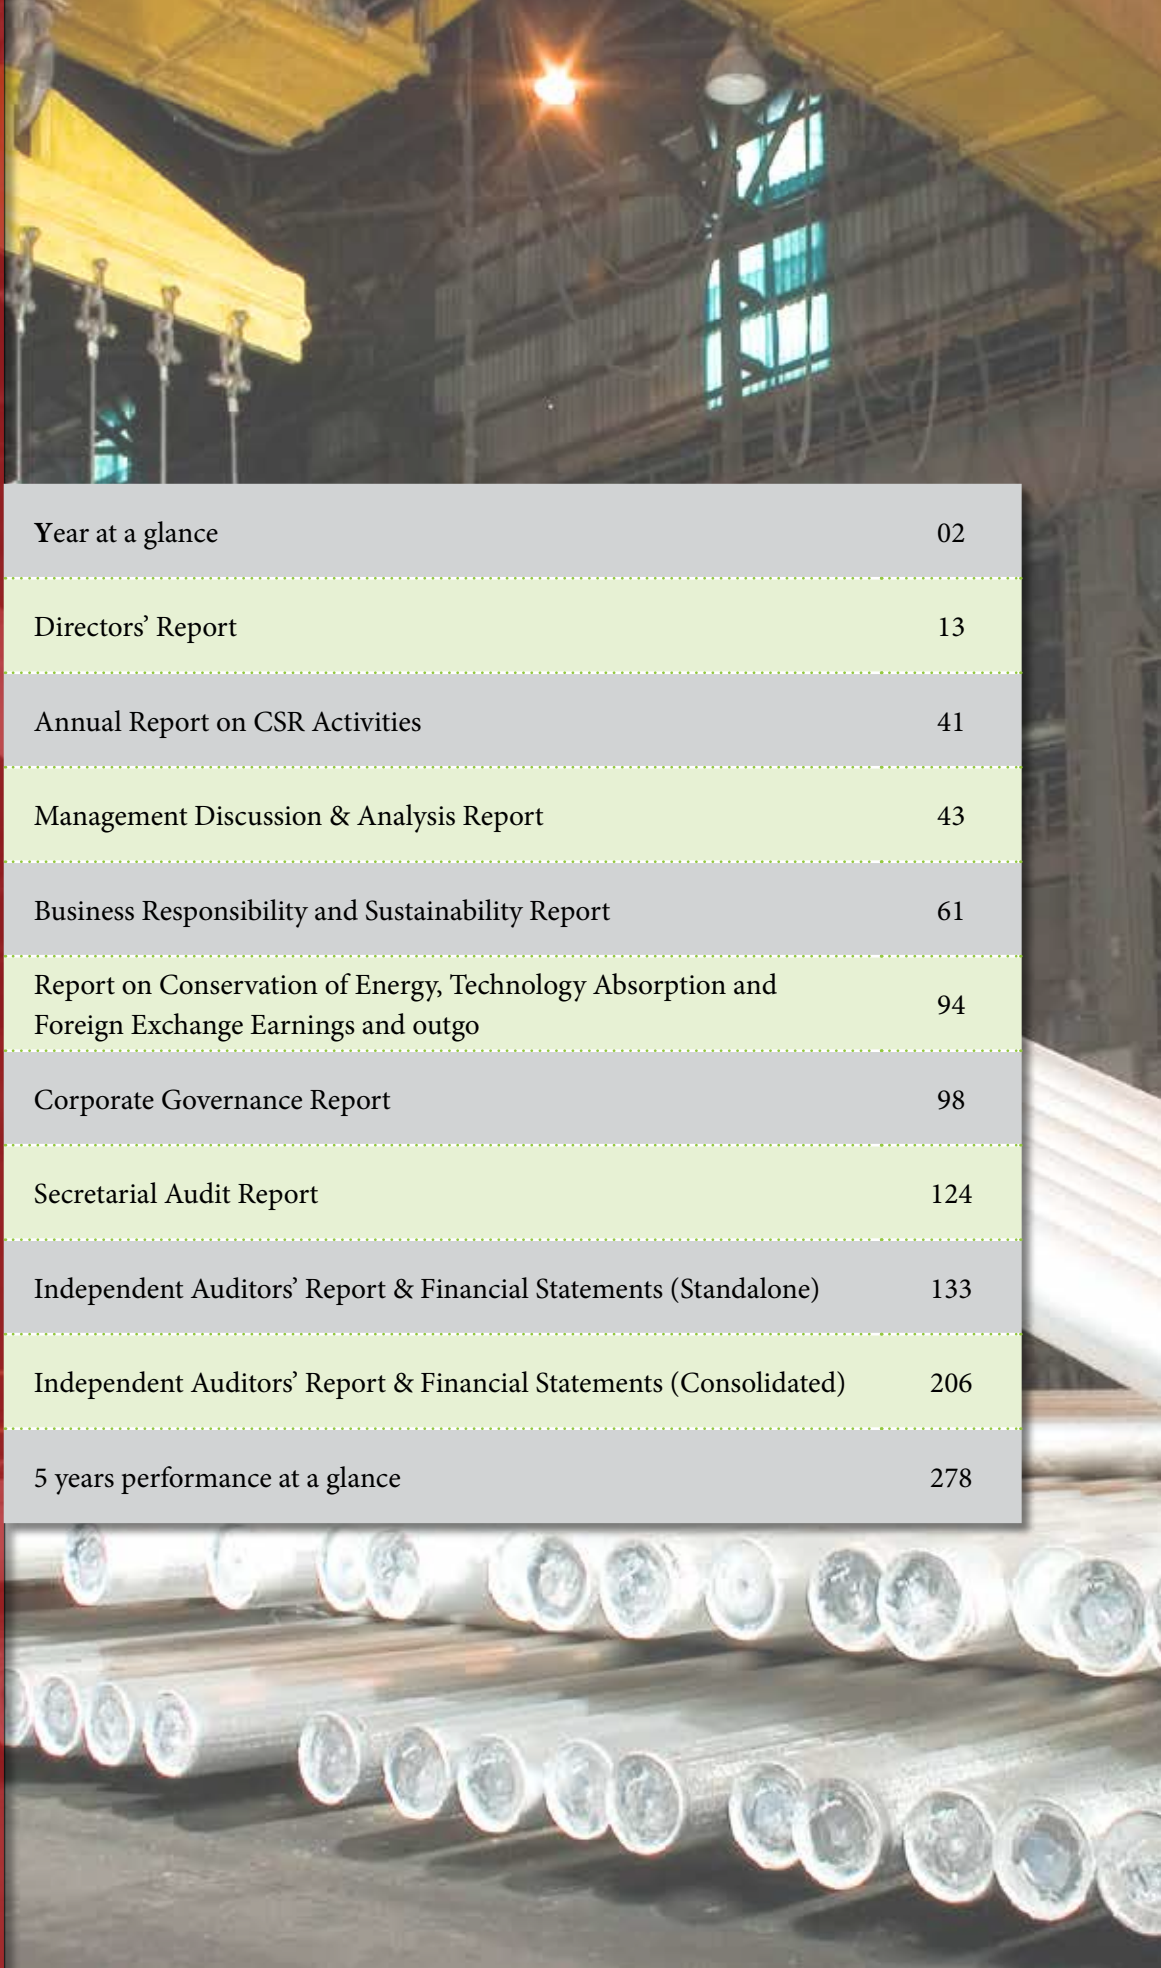 Year at a glance 02
Directors’ Report 13
Annual Report on CSR Activities 41
Management Discussion & Analysis Report 43
Business Responsibility and Sustainability Report 61
Report on Conservation of Energy, Technology Absorption and
Foreign Exchange Earnings and outgo 94
Corporate Governance Report 98
Secretarial Audit Report 124
Independent Auditors’ Report & Financial Statements (Standalone) 133
Independent Auditors’ Report & Financial Statements (Consolidated) 206
5 years performance at a glance 278